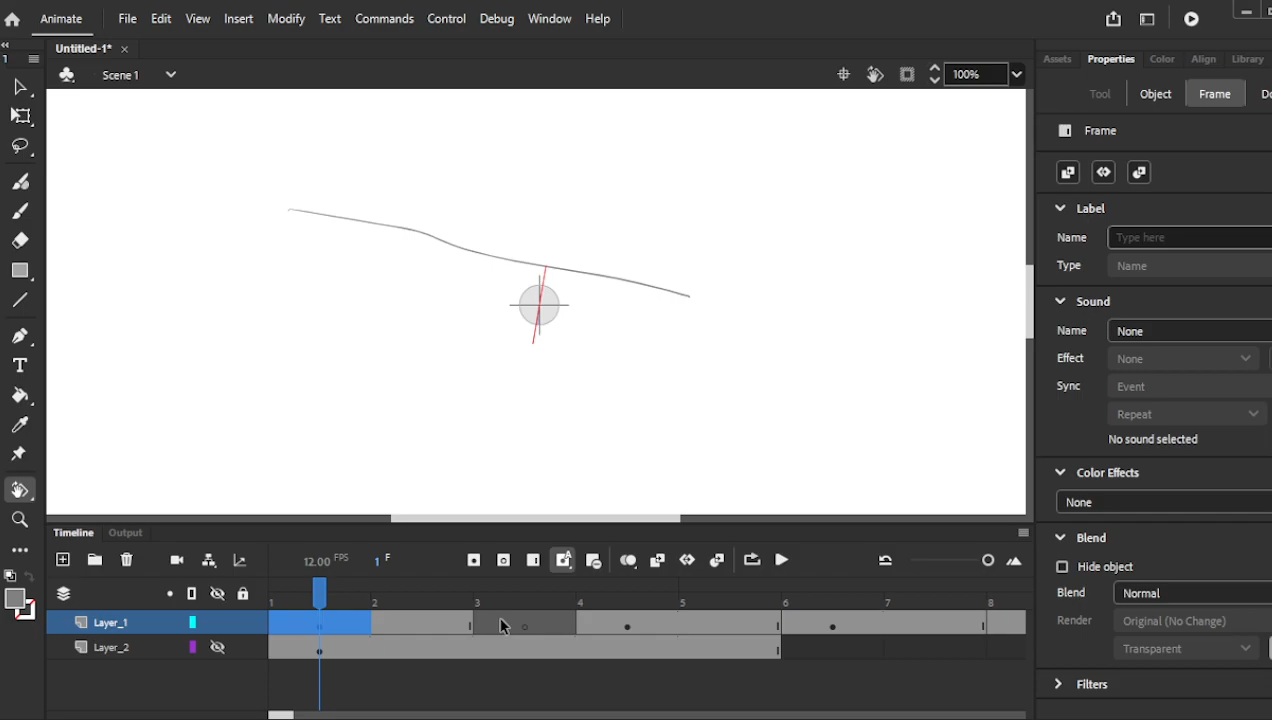 Animate File Edit View Insert Modify Text Commands Control Window Debug Help
Untitled-1*
Assets Properties Color Align Library
1
Scene 1
100%
Tool Object Frame Do
Frame
Label
Name Type here
Type Name
Sound
Name None
Effect None
Sync Event
Repeat
No sound selected
Color Effects
None
Blend
Hide object
Blend Normal
Render Original (No Change)
Transparent
Filters
Timeline Output
12.00 FPS 1 F
1 2 3 4 5 6 7 8
Layer_1
Layer_2